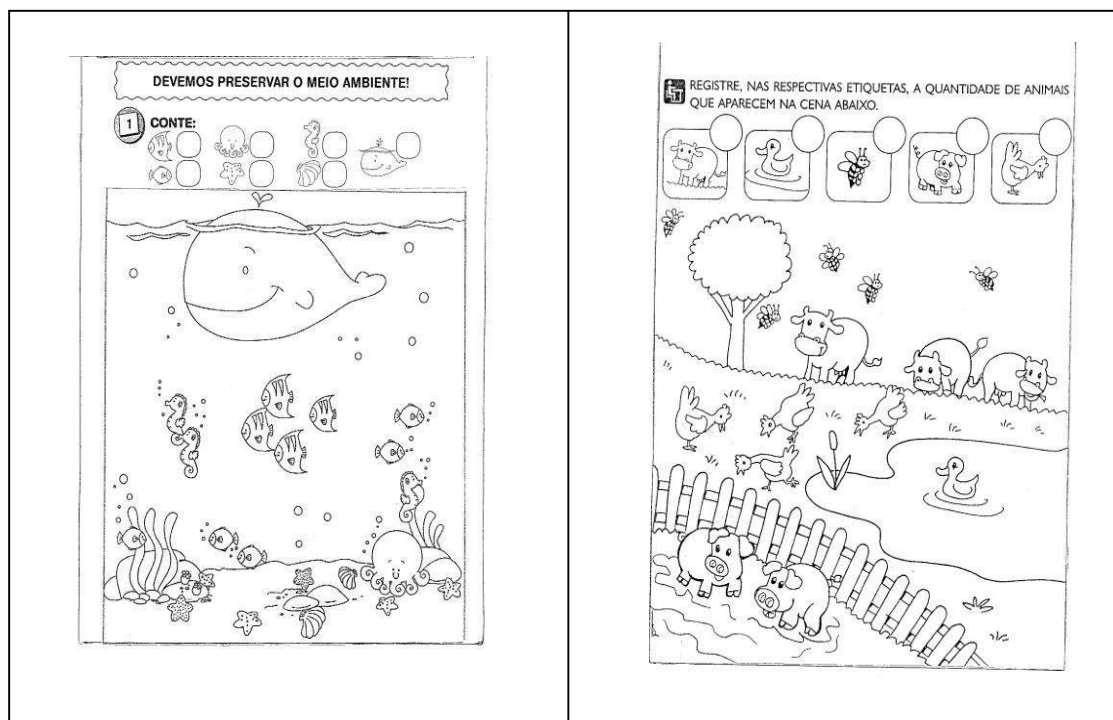 DEVEMOS PRESERVAR O MEIO AMBIENTE!
1 CONTE:
REGISTRE, NAS RESPECTIVAS ETIQUETAS, A QUANTIDADE DE ANIMAIS
QUE APARECEM NA CENA ABAIXO.